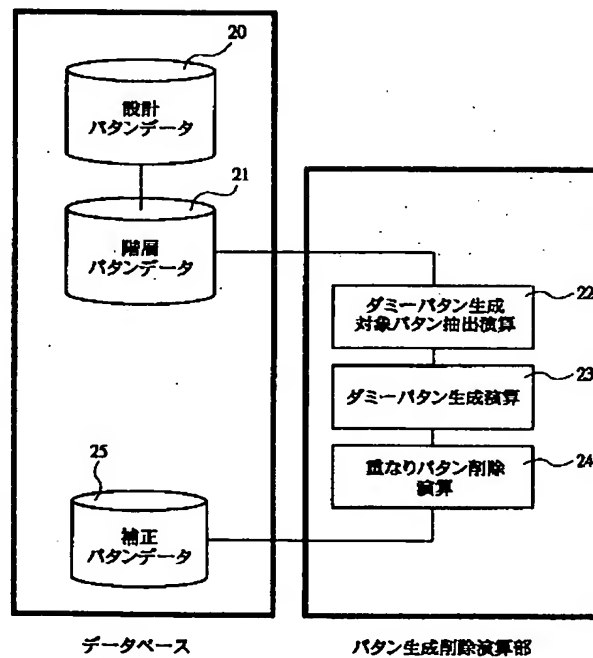 20
設計
パタンデータ
21
階層
パタンデータ
ダミーパタン生成
対象パタン抽出演算
22
ダミーパタン生成演算
23
重なりパタン削除
演算
24
25
補正
パタンデータ
データベース
パタン生成削除演算部